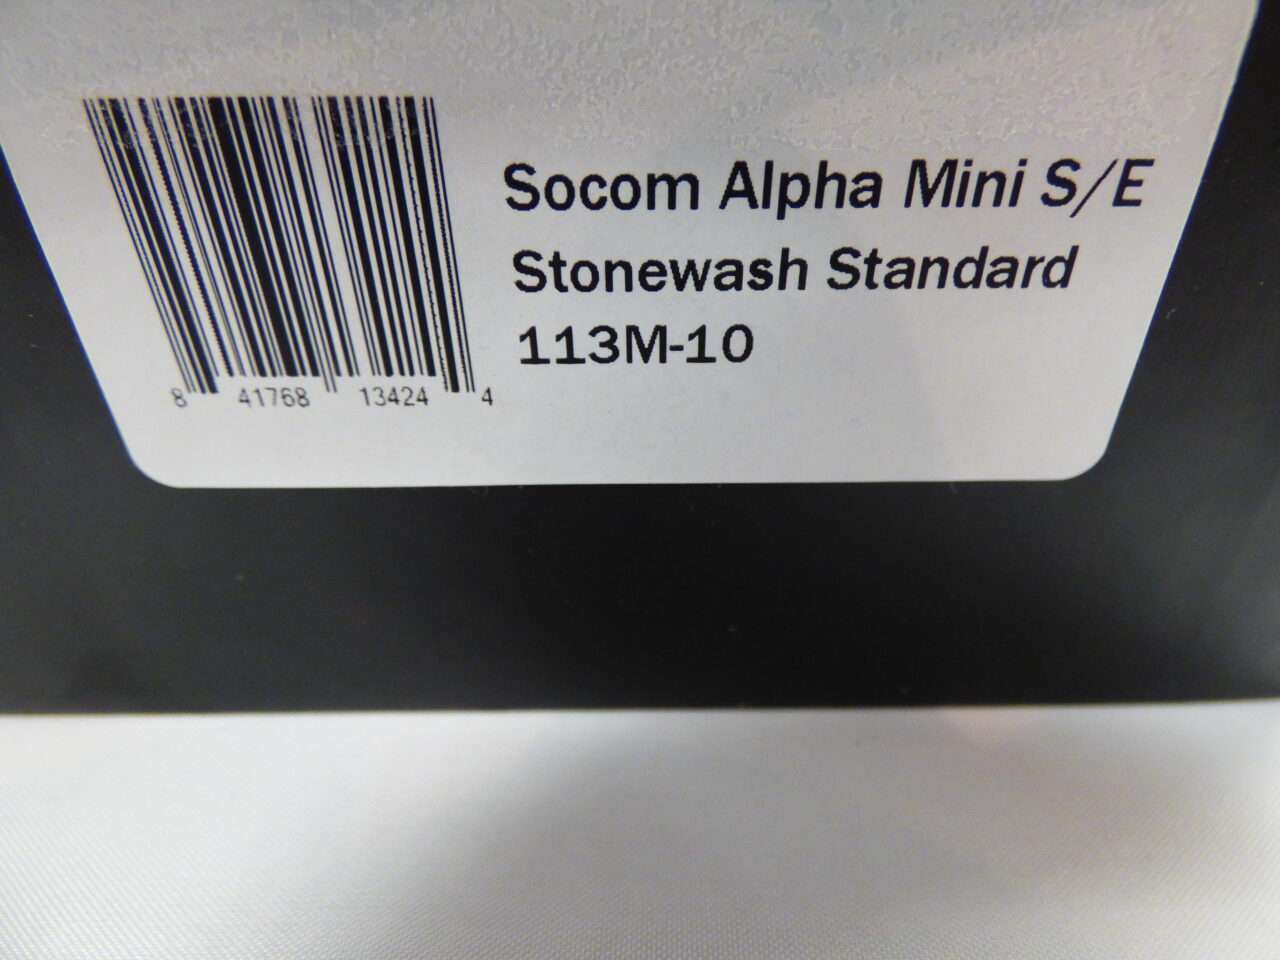 Socom Alpha Mini S/E
Stonewash Standard
113M-10
8 41768 13424 4